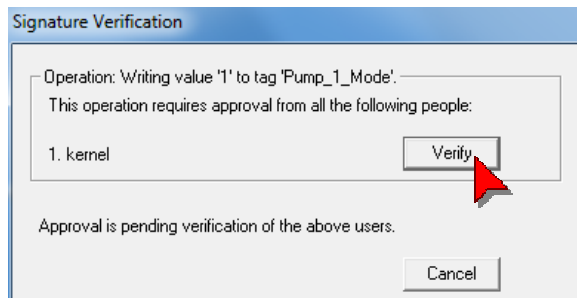 Signature Verification
Operation: Writing value '1' to tag 'Pump_1_Mode'.
This operation requires approval from all the following people:
1. kernel
Verify
Approval is pending verification of the above users.
Cancel